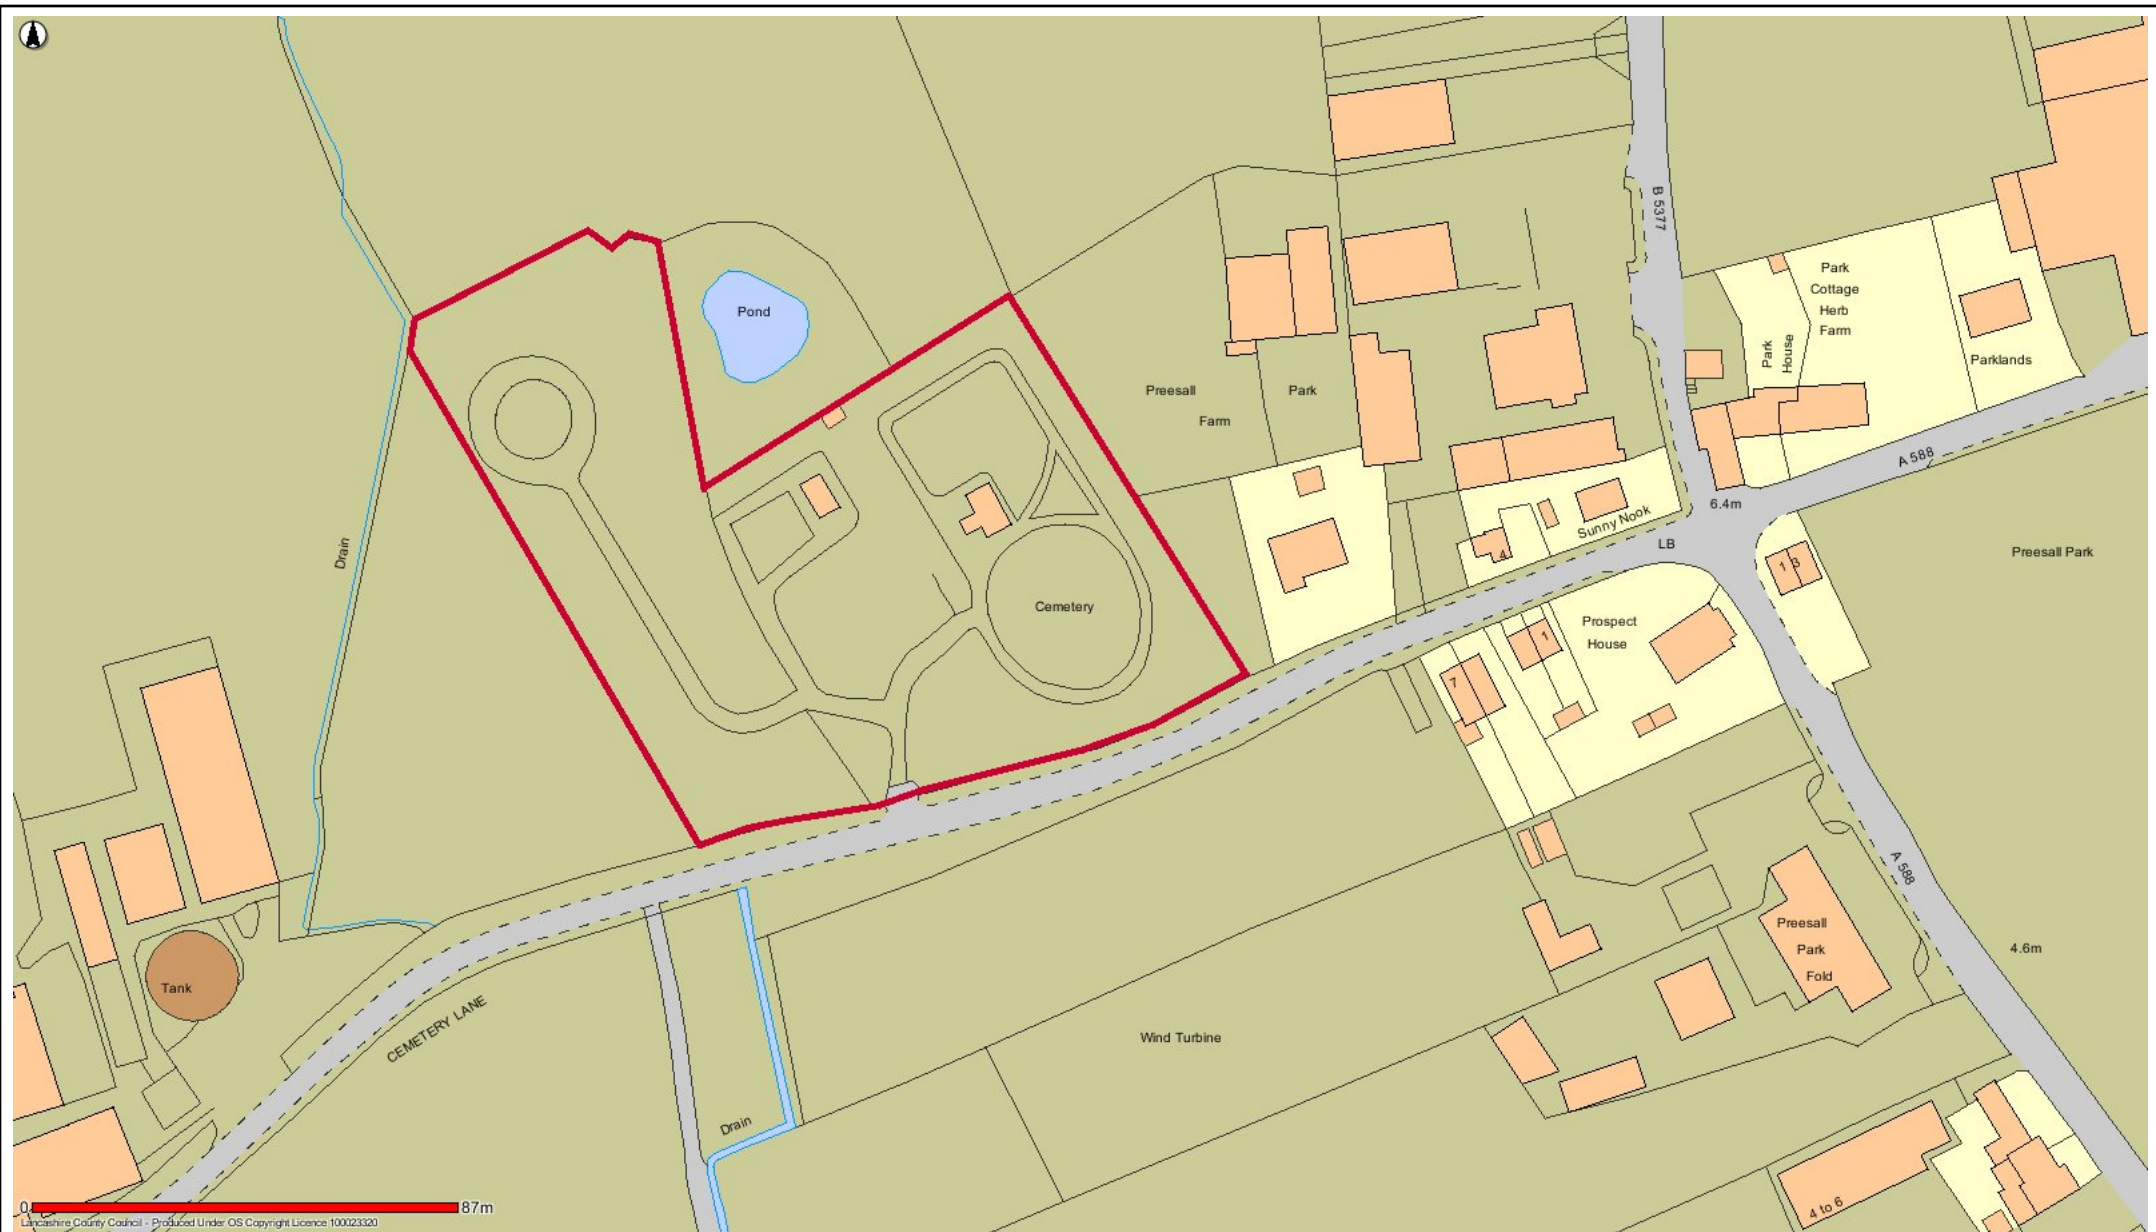 B 5377
Park
Cottage
Herb
Farm
Park
House
Parklands
Pond
Preesall
Park
Farm
A 588
6.4m
Sunny Nook
4
LB
1 3
Preesall Park
Drain
Cemetery
Prospect
House
1
7
A 588
Preesall
Park
Fold
4.6m
Tank
CEMETERY LANE
Wind Turbine
Drain
4 to 6
0
87m
Lancashire County Council - Produced Under OS Copyright Licence 100023320